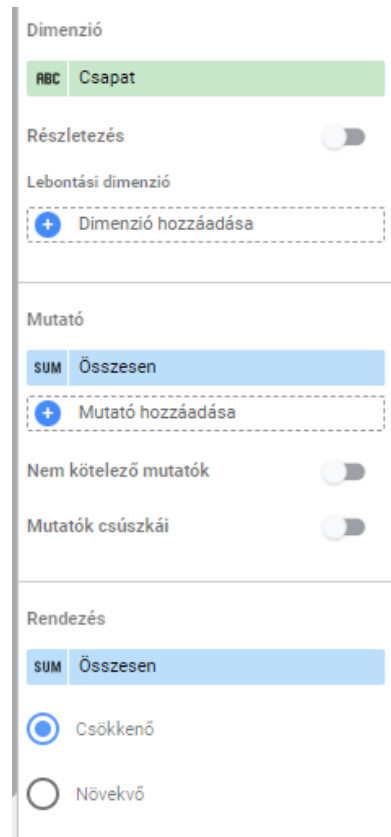 Dimenzió
ABC Csapat
Részletezés
Lebontási dimenzió
Dimenzió hozzáadása
Mutató
SUM Összesen
Mutató hozzáadása
Nem kötelező mutatók
Mutatók csúszkái
Rendezés
SUM Összesen
Csökkenő
Növekvő